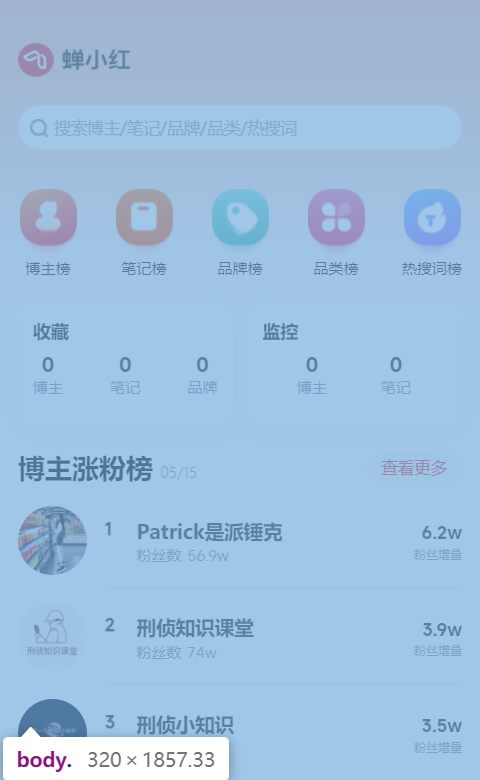 蝉小红
搜索博主/笔记/品牌/品类/热搜词
博主榜 笔记榜 品牌榜 品类榜 热搜词榜
收藏 监控
0 0 0 0 0
博主 笔记 品牌 博主 笔记
博主涨粉榜 05/15 查看更多
1 Patrick是派锤克 6.2w
粉丝数 56.9w 粉丝增量
2 刑侦知识课堂 3.9w
刑侦知识课堂 粉丝数 7.4w 粉丝增量
3 刑侦小知识 3.5w
粉丝增量
body. 320 × 1857.33